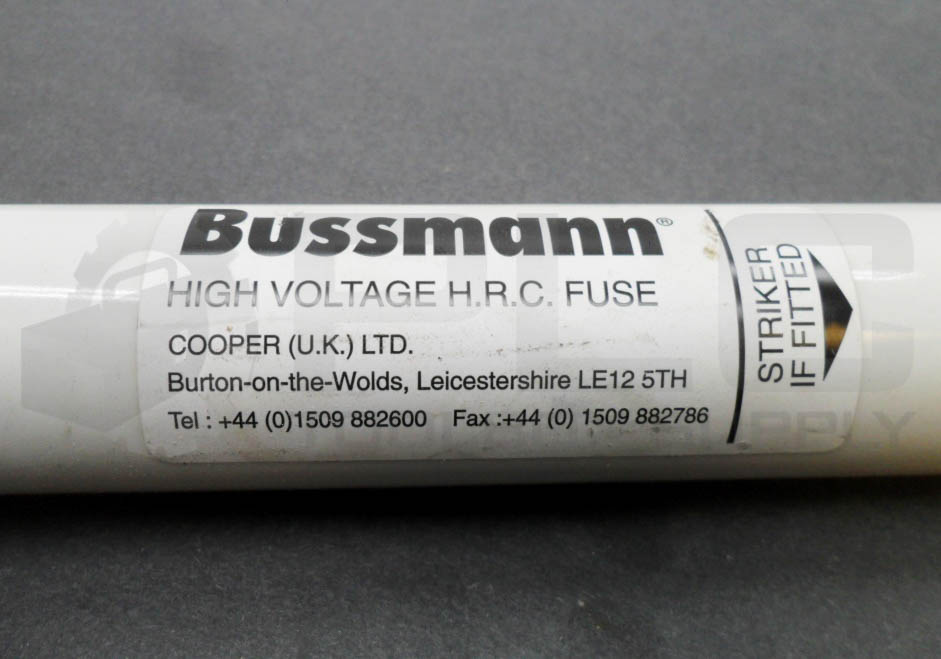 Bussmann®
HIGH VOLTAGE H.R.C. FUSE
COOPER (U.K.) LTD.
Burton-on-the-Wolds, Leicestershire LE12 5TH
Tel : +44 (0)1509 882600 Fax :+44 (0) 1509 882786
STRIKER
IF FITTED
PLC